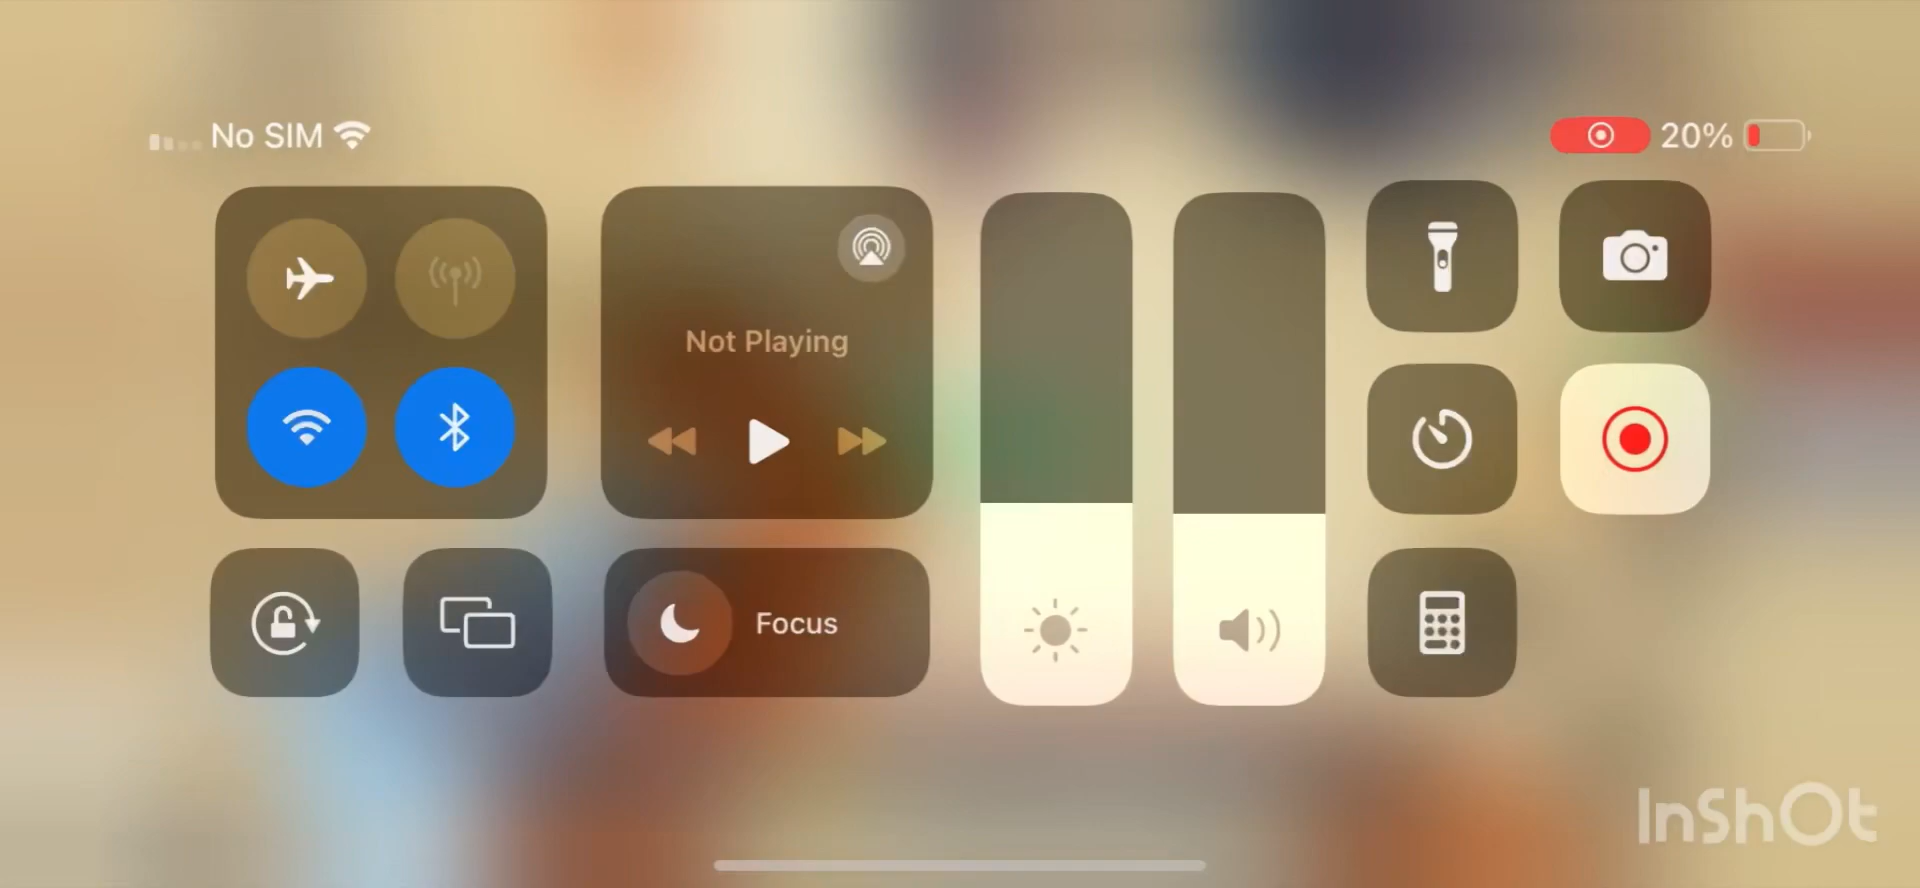 No SIM
20%
Not Playing
Focus
InShOt